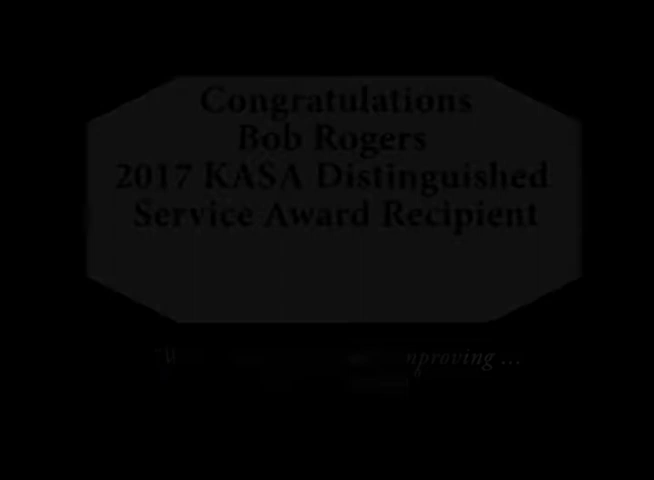 Congratulations
Bob Rogers
2017 KASA Distinguished
Service Award Recipient
...